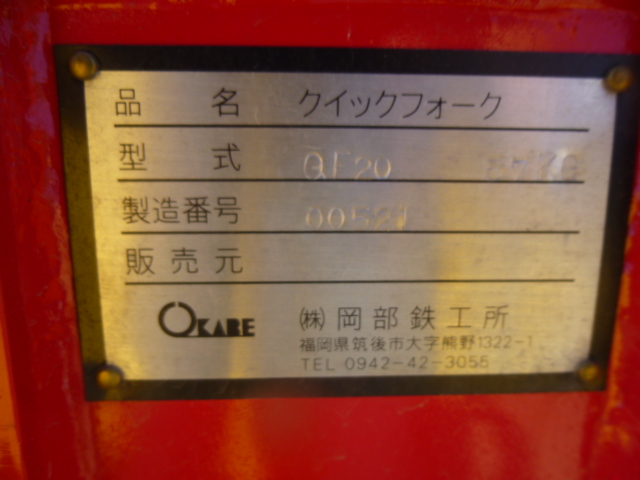 品名 クイックフォーク
型式 QF20
製造番号
販売元
OKABE ㈱岡部鉄工所
福岡県筑後市大字熊野1322-1
TEL 0942-42-3055